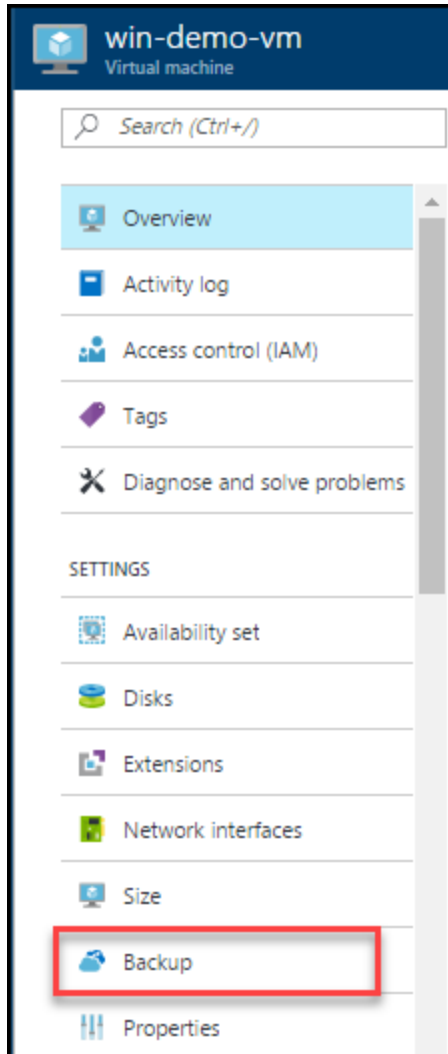 win-demo-vm
Virtual machine
Search (Ctrl+/)
Overview
Activity log
Access control (IAM)
Tags
Diagnose and solve problems
SETTINGS
Availability set
Disks
Extensions
Network interfaces
Size
Backup
Properties